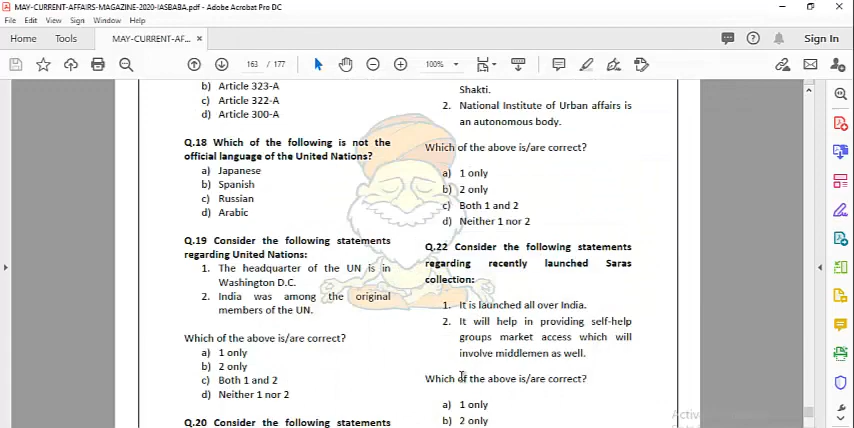 MAY-CURRENT-AFFAIRS-MAGAZINE-2020-IASBABA.pdf - Adobe Acrobat Pro DC
File Edit View Sign Window Help
Home Tools MAY-CURRENT-AF... × Sign In
163 / 177 100%
b) Article 323-A
c) Article 322-A
d) Article 300-A
Q.18 Which of the following is not the
official language of the United Nations?
a) Japanese
b) Spanish
c) Russian
d) Arabic
Q.19 Consider the following statements
regarding United Nations:
1. The headquarter of the UN is in
Washington D.C.
2. India was among the original
members of the UN.
Which of the above is/are correct?
a) 1 only
b) 2 only
c) Both 1 and 2
d) Neither 1 nor 2
Q.20 Consider the following statements
Shakti.
2. National Institute of Urban affairs is
an autonomous body.
Which of the above is/are correct?
a) 1 only
b) 2 only
c) Both 1 and 2
d) Neither 1 nor 2
Q.22 Consider the following statements
regarding recently launched Saras
collection:
1. It is launched all over India.
2. It will help in providing self-help
groups market access which will
involve middlemen as well.
Which of the above is/are correct?
a) 1 only
b) 2 only